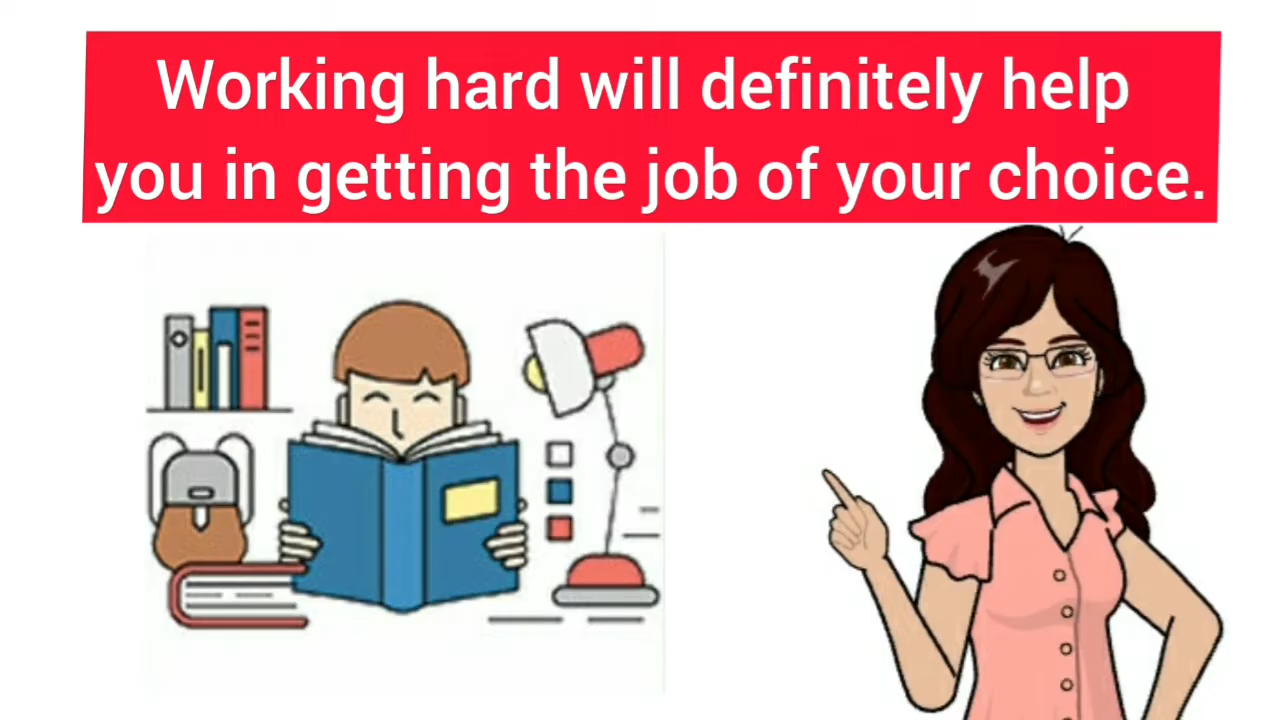 Working hard will definitely help
you in getting the job of your choice.